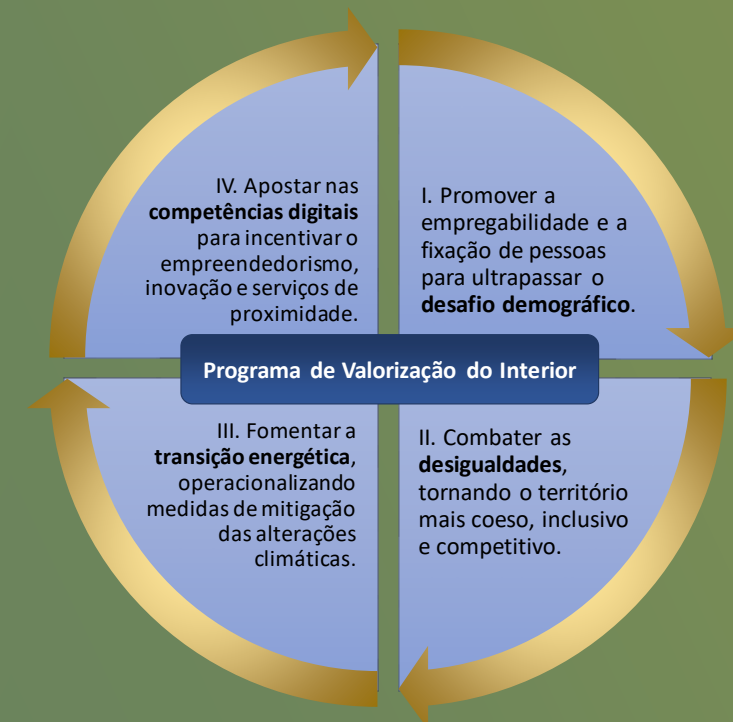 I. Promover a
empregabilidade e a
fixação de pessoas
para ultrapassar o
desafio demográfico.
II. Combater as
desigualdades,
tornando o território
mais coeso, inclusivo
e competitivo.
III. Fomentar a
transição energética,
operacionalizando
medidas de mitigação
das alterações
climáticas.
IV. Apostar nas
competências digitais
para incentivar o
empreendedorismo,
inovação e serviços de
proximidade.
Programa de Valorização do Interior